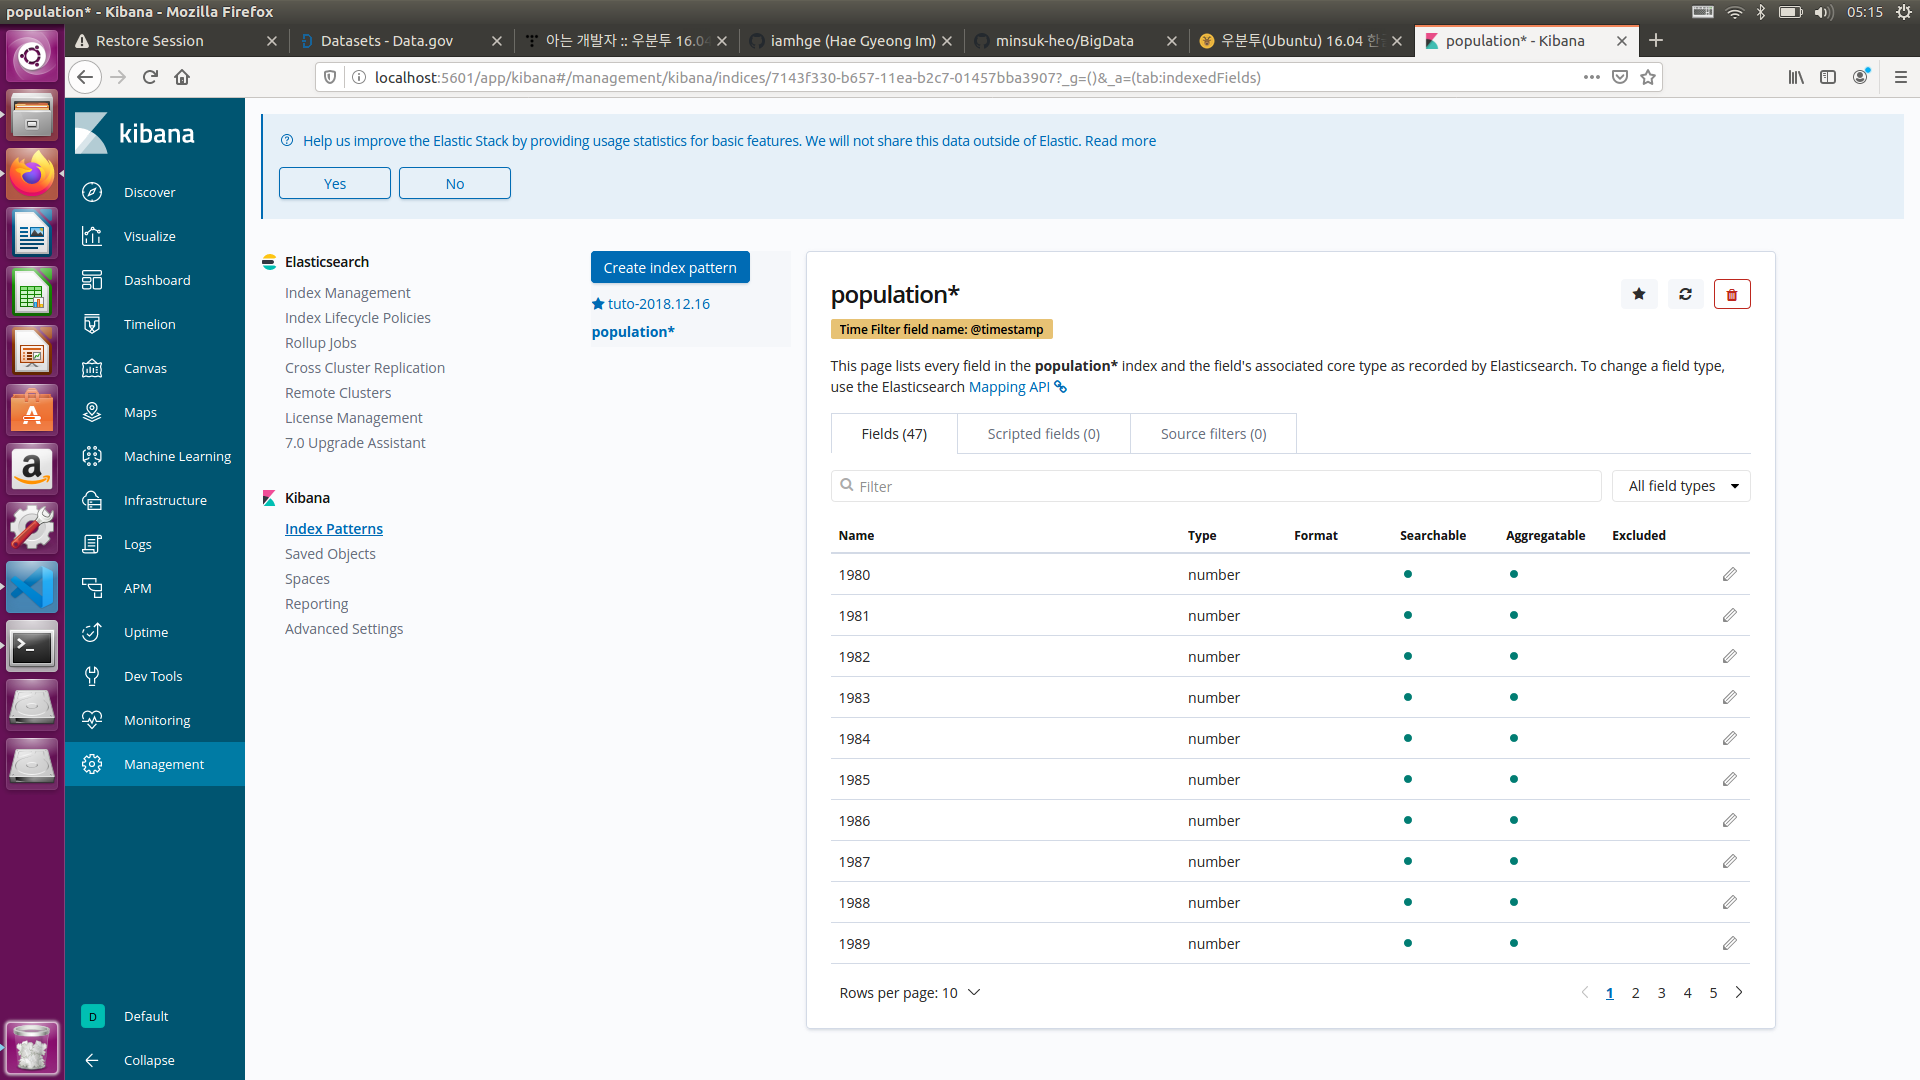 population* - Kibana - Mozilla Firefox
05:15
Restore Session
Datasets - Data.gov
아는 개발자 :: 우분투 16.04
iamhge (Hae Gyeong Im)
minsuk-heo/BigData
우분투(Ubuntu) 16.04 한
population* - Kibana
localhost:5601/app/kibana#/management/kibana/indices/7143f330-b657-11ea-b2c7-01457bba3907?_g=()&_a=(tab:indexedFields)
kibana
Discover
Visualize
Dashboard
Timelion
Canvas
Maps
Machine Learning
Infrastructure
Logs
APM
Uptime
Dev Tools
Monitoring
Management
D Default
Collapse
Help us improve the Elastic Stack by providing usage statistics for basic features. We will not share this data outside of Elastic. Read more
Yes
No
Elasticsearch
Index Management
Index Lifecycle Policies
Rollup Jobs
Cross Cluster Replication
Remote Clusters
License Management
7.0 Upgrade Assistant
Kibana
Index Patterns
Saved Objects
Spaces
Reporting
Advanced Settings
Create index pattern
tuto-2018.12.16
population*
population*
Time Filter field name: @timestamp
This page lists every field in the population* index and the field's associated core type as recorded by Elasticsearch. To change a field type,
use the Elasticsearch Mapping API
Fields (47)
Scripted fields (0)
Source filters (0)
Filter
All field types
Name Type Format Searchable Aggregatable Excluded
1980 number
1981 number
1982 number
1983 number
1984 number
1985 number
1986 number
1987 number
1988 number
1989 number
Rows per page: 10
1 2 3 4 5